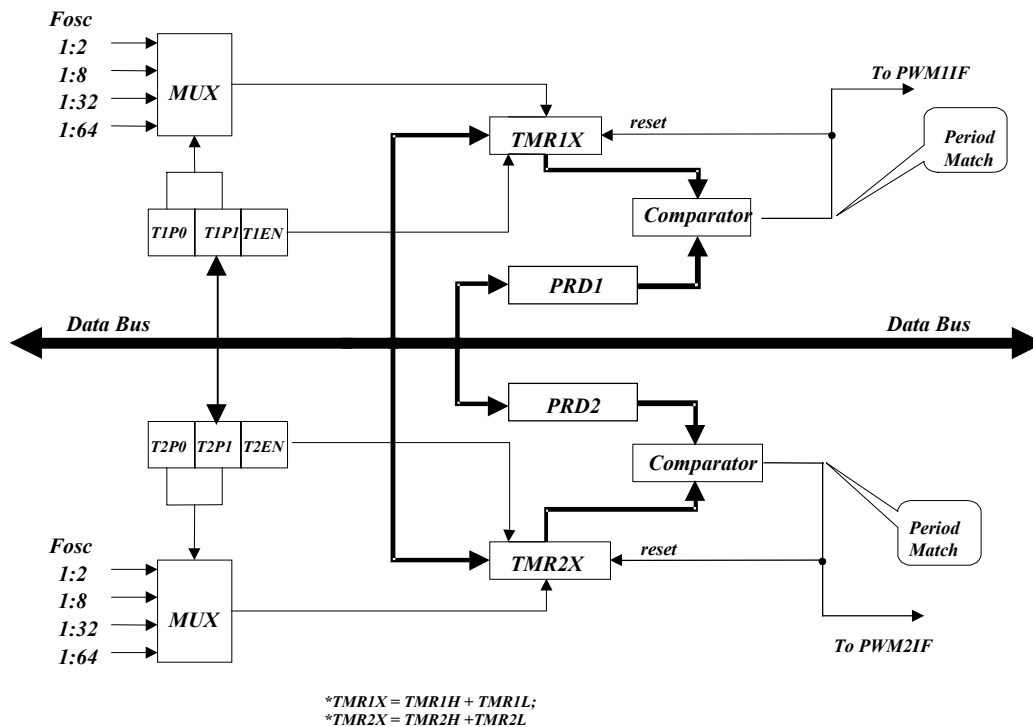 Fosc
1:2
1:8
1:32
1:64
MUX
T1P0 T1P1 T1EN
TMR1X
reset
To PWM1IF
Period
Match
Comparator
PRD1
Data Bus
Data Bus
PRD2
T2P0 T2P1 T2EN
Comparator
Period
Match
Fosc
1:2
1:8
1:32
1:64
MUX
TMR2X
reset
To PWM2IF
*TMR1X = TMR1H + TMR1L;
*TMR2X = TMR2H +TMR2L